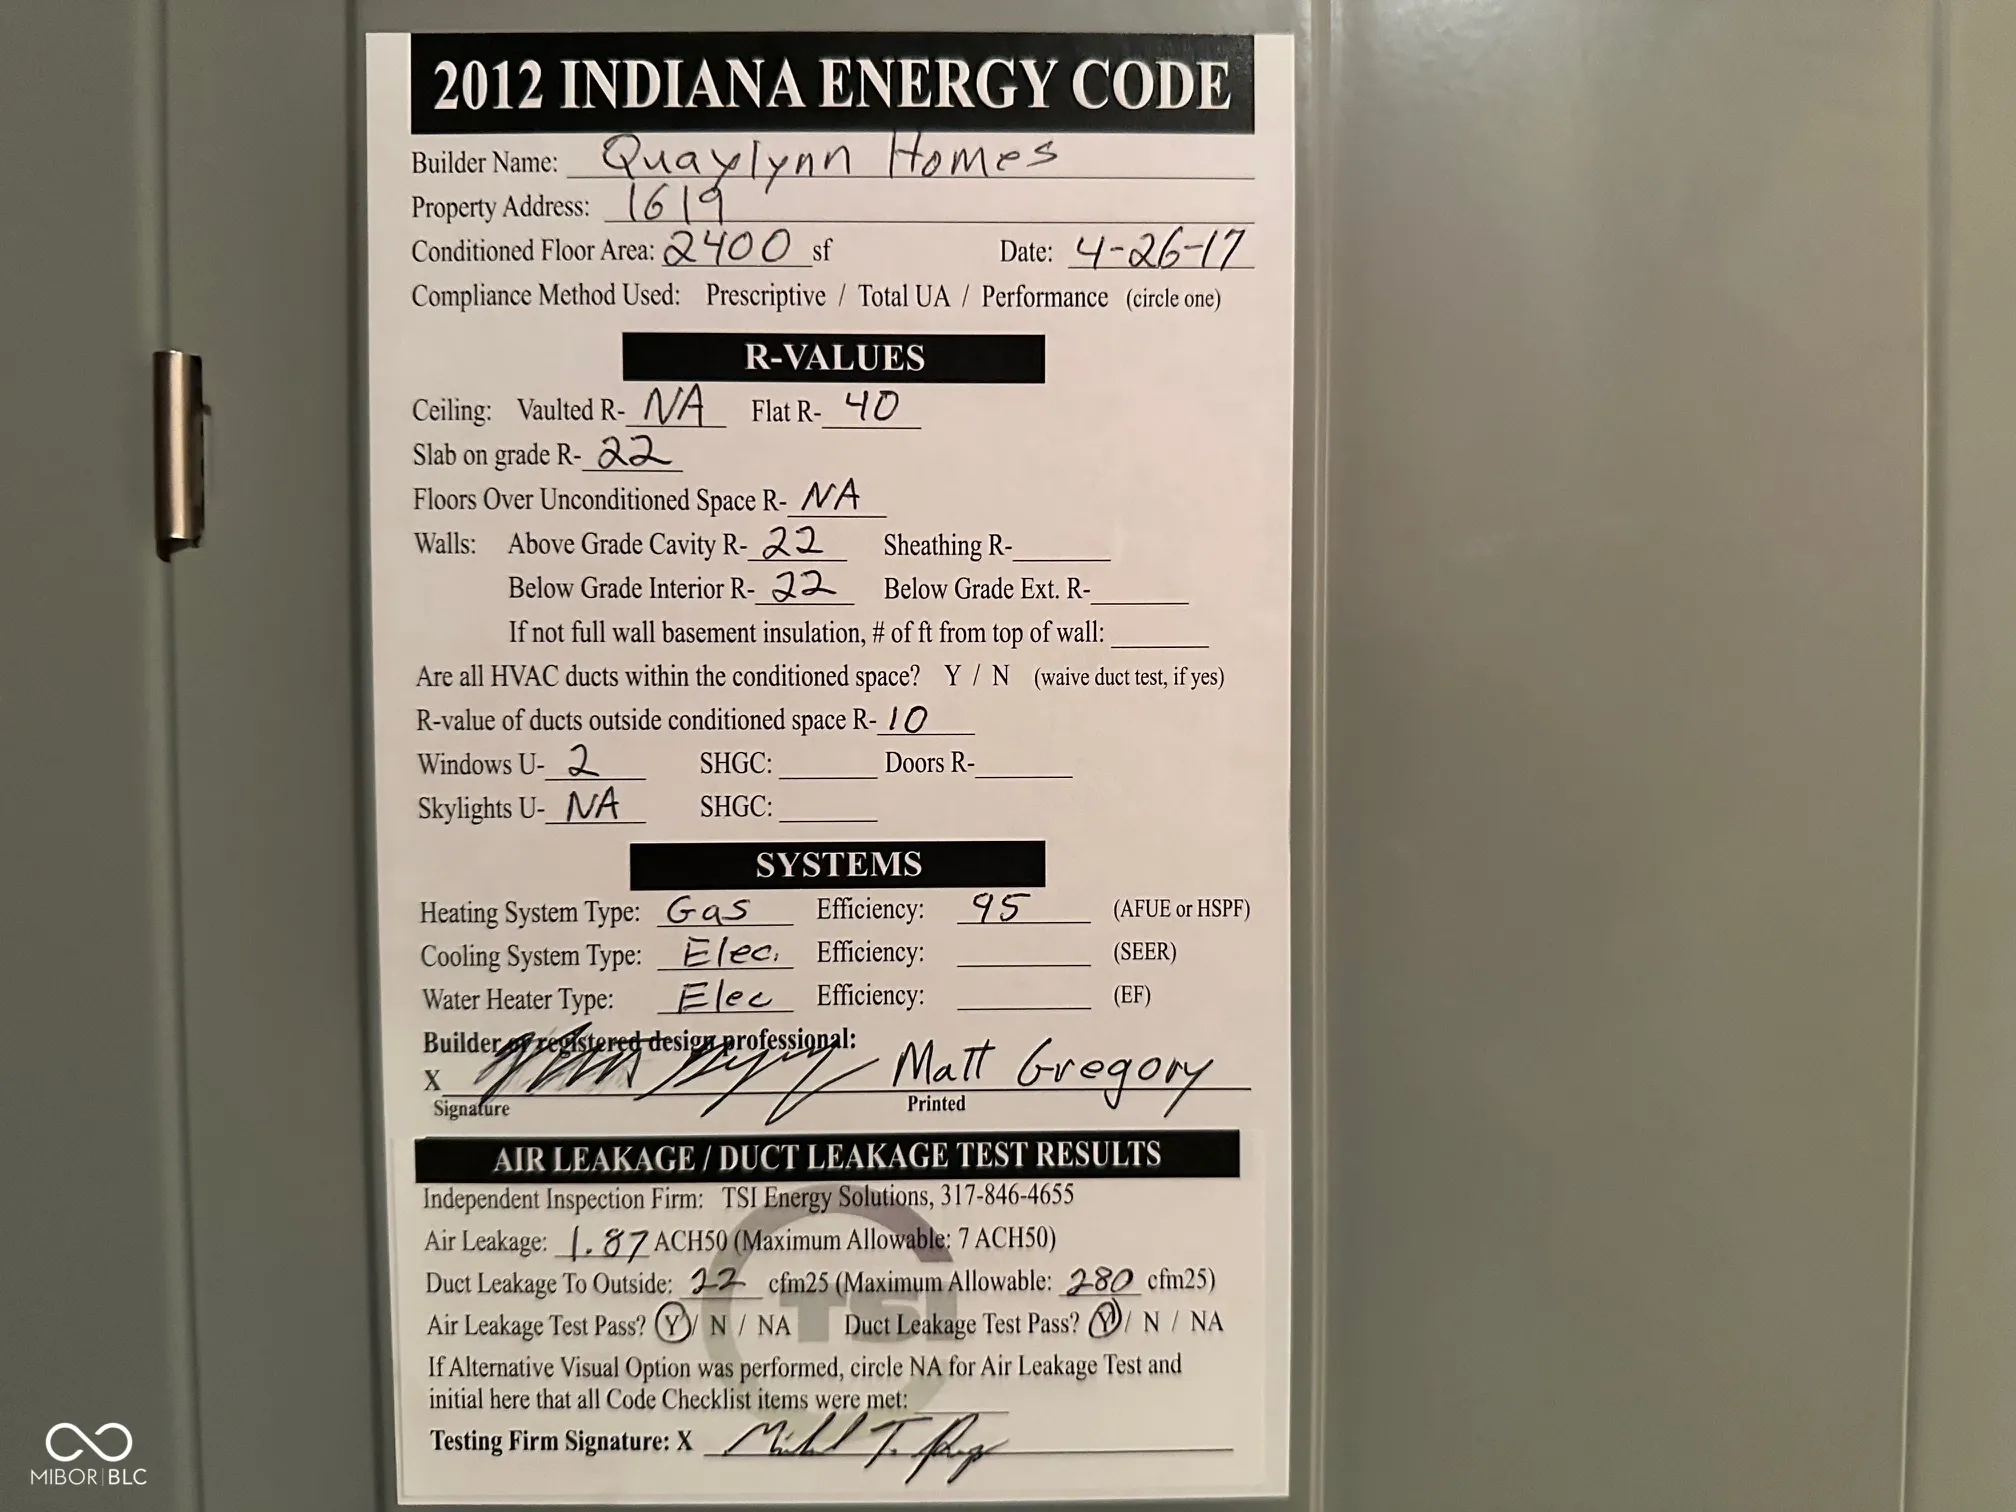 2012 INDIANA ENERGY CODE
Builder Name: Quaylynn Homes
Property Address: 1619
Conditioned Floor Area: 2400 sf Date: 4-26-17
Compliance Method Used: Prescriptive / Total UA / Performance (circle one)
R-VALUES
Ceiling: Vaulted R- NA Flat R- 40
Slab on grade R- 22
Floors Over Unconditioned Space R- NA
Walls: Above Grade Cavity R- 22 Sheathing R-
Below Grade Interior R- 22 Below Grade Ext. R-
If not full wall basement insulation, # of ft from top of wall:
Are all HVAC ducts within the conditioned space? Y / N (waive duct test, if yes)
R-value of ducts outside conditioned space R- 10
Windows U- 2 SHGC: Doors R-
Skylights U- NA SHGC:
SYSTEMS
Heating System Type: Gas Efficiency: 95 (AFUE or HSPF)
Cooling System Type: Elec. Efficiency: (SEER)
Water Heater Type: Elec Efficiency: (EF)
Builder or registered design professional:
X Matt Gregory
Signature Printed
AIR LEAKAGE / DUCT LEAKAGE TEST RESULTS
Independent Inspection Firm: TSI Energy Solutions, 317-846-4655
Air Leakage: 1.87 ACH50 (Maximum Allowable: 7 ACH50)
Duct Leakage To Outside: 22 cfm25 (Maximum Allowable: 280 cfm25)
TSI
Air Leakage Test Pass? Y / N / NA Duct Leakage Test Pass? Y / N / NA
If Alternative Visual Option was performed, circle NA for Air Leakage Test and
initial here that all Code Checklist items were met:
Testing Firm Signature: X
MIBOR|BLC